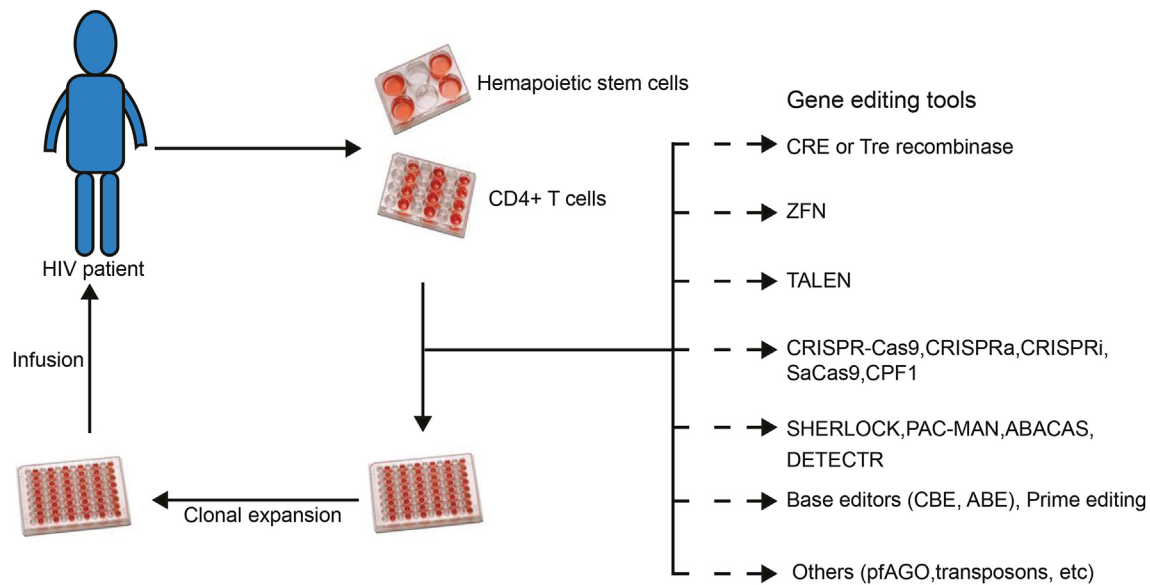 Hemapoietic stem cells
CD4+ T cells
HIV patient
Infusion
Clonal expansion
Gene editing tools
CRE or Tre recombinase
ZFN
TALEN
CRISPR-Cas9,CRISPRa,CRISPRi,
SaCas9,CPF1
SHERLOCK,PAC-MAN,ABACAS,
DETECTR
Base editors (CBE, ABE), Prime editing
Others (pfAGO,transposons, etc)